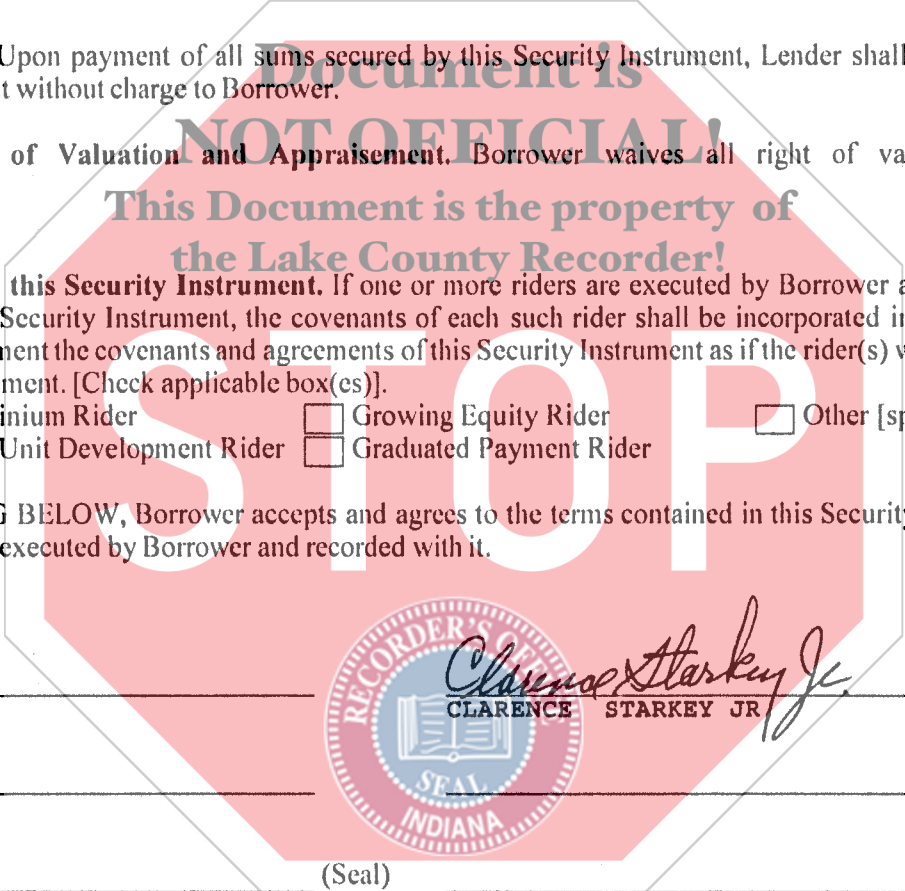 Upon payment of all sums secured by this Security Instrument, Lender shall
t without charge to Borrower.
Document is
NOT OFFICIAL!
of Valuation and Appraisement. Borrower waives all right of va
This Document is the property of
the Lake County Recorder!
this Security Instrument. If one or more riders are executed by Borrower a
Security Instrument, the covenants of each such rider shall be incorporated in
nent the covenants and agreements of this Security Instrument as if the rider(s) w
ment. [Check applicable box(es)].
inium Rider Growing Equity Rider Other [sp
Unit Development Rider Graduated Payment Rider
STOP
G BELOW, Borrower accepts and agrees to the terms contained in this Security
executed by Borrower and recorded with it.
Clarence Starkey Jr.
CLARENCE STARKEY JR
RECORDER'S OFFICE
SEAL
INDIANA
(Seal)